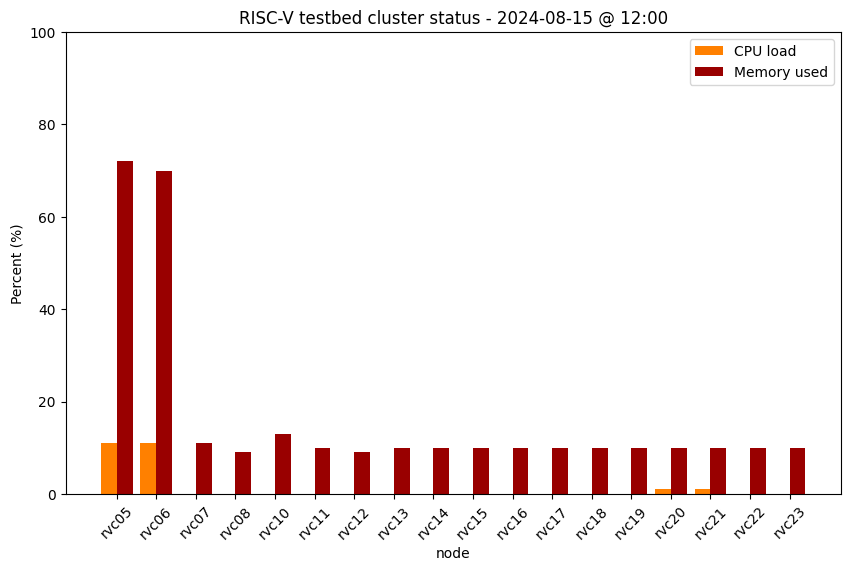 RISC-V testbed cluster status - 2024-08-15 @ 12:00
CPU load
Memory used
Percent (%)
100
80
60
40
20
0
rvc05 rvc06 rvc07 rvc08 rvc10 rvc11 rvc12 rvc13 rvc14 rvc15 rvc16 rvc17 rvc18 rvc19 rvc20 rvc21 rvc22 rvc23
node